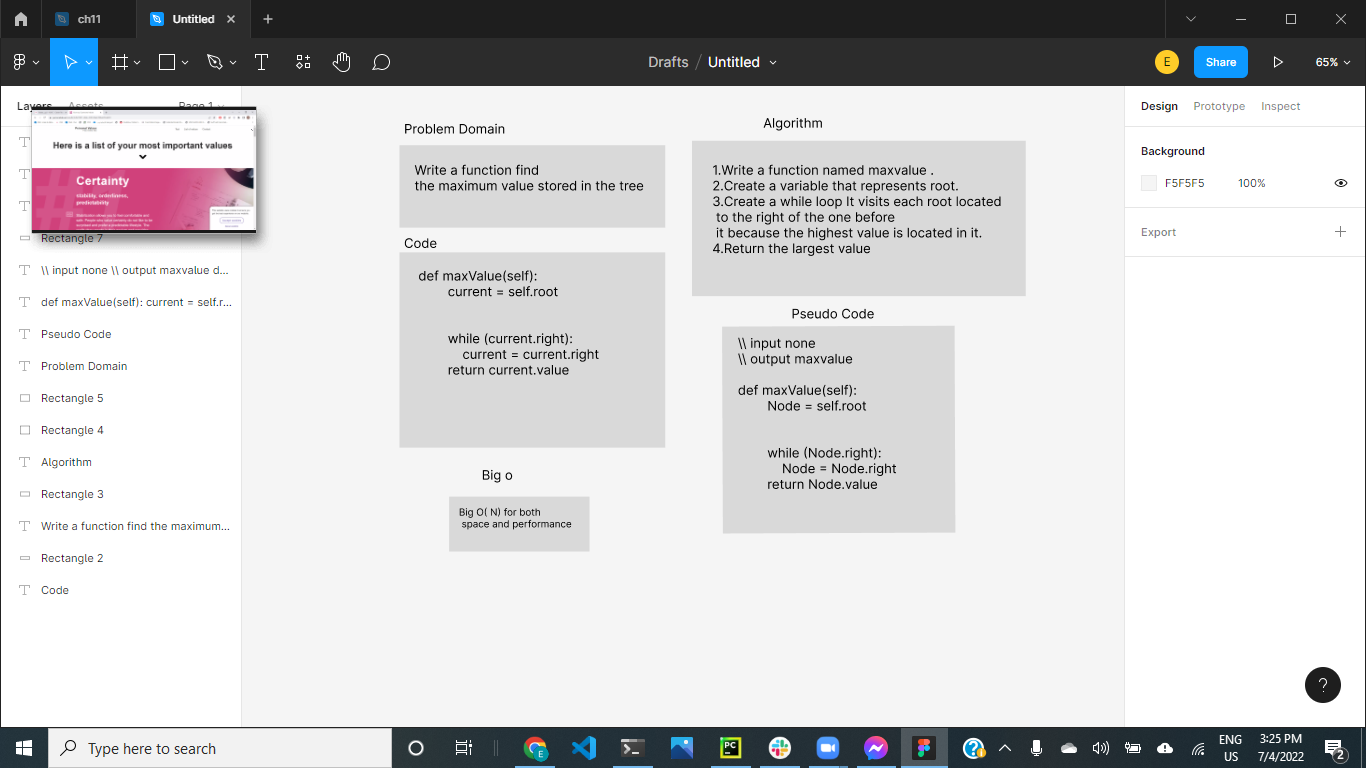 ch11
Untitled
Drafts / Untitled
E
Share
65%
Layers
Assets
Page 1
Here is a list of your most important values
Certainty
stability, orderliness,
predictability
Rectangle 7
\\ input none \\ output maxvalue d...
def maxValue(self): current = self.r...
Pseudo Code
Problem Domain
Rectangle 5
Rectangle 4
Algorithm
Rectangle 3
Write a function find the maximum...
Rectangle 2
Code
Problem Domain
Write a function find
the maximum value stored in the tree
Code
def maxValue(self):
current = self.root
while (current.right):
current = current.right
return current.value
Big o
Big O( N) for both
space and performance
Algorithm
1.Write a function named maxvalue .
2.Create a variable that represents root.
3.Create a while loop It visits each root located
to the right of the one before
it because the highest value is located in it.
4.Return the largest value
Pseudo Code
\\ input none
\\ output maxvalue
def maxValue(self):
Node = self.root
while (Node.right):
Node = Node.right
return Node.value
Design
Prototype
Inspect
Background
F5F5F5
100%
Export
?
Type here to search
ENG
US
3:25 PM
7/4/2022
2